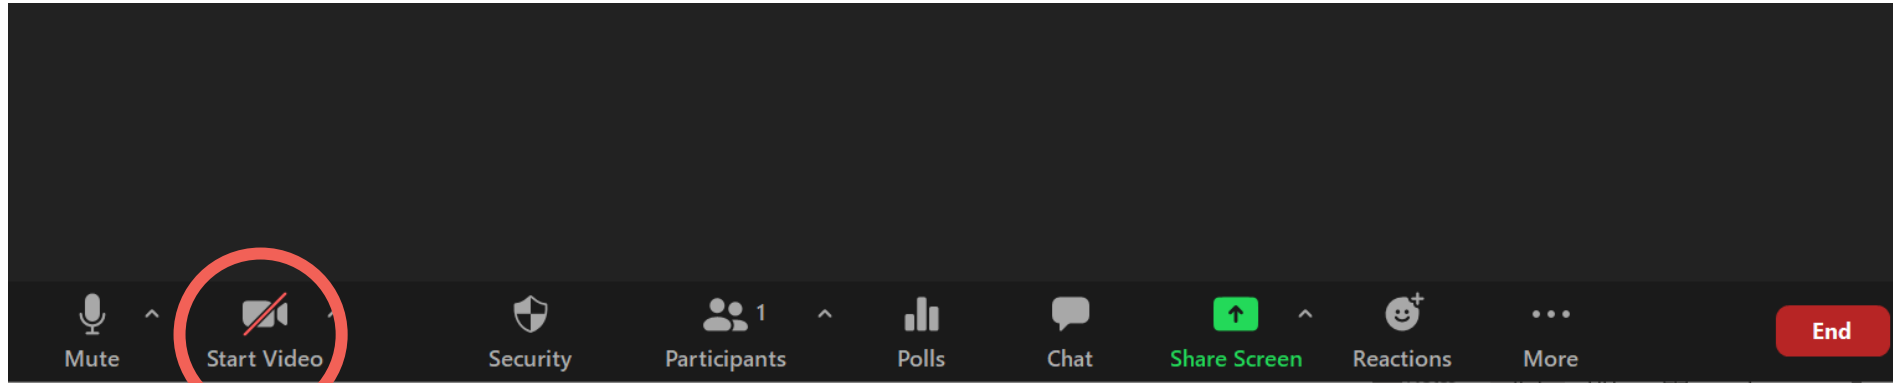 1
Mute
Start Video
Security
Participants
Polls
Chat
Share Screen
Reactions
More
End